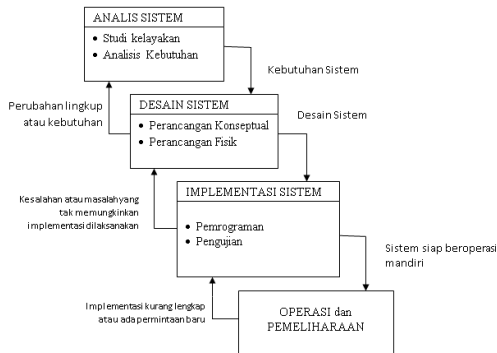 ANALIS SISTEM
• Studi kelayakan
• Analisis Kebutuhan
Kebutuhan Sistem
Perubahan lingkup
atau kebutuhan
DESAIN SISTEM
• Perancangan Konseptual
• Perancangan Fisik
Desain Sistem
Kesalahan atau masalah yang
tak memungkinkan
implementasi dilaksanakan
IMPLEMENTASI SISTEM
• Pemrograman
• Pengujian
Sistem siap beroperasi
mandiri
Implementasi kurang lengkap
atau ada permintaan baru
OPERASI dan
PEMELIHARAAN